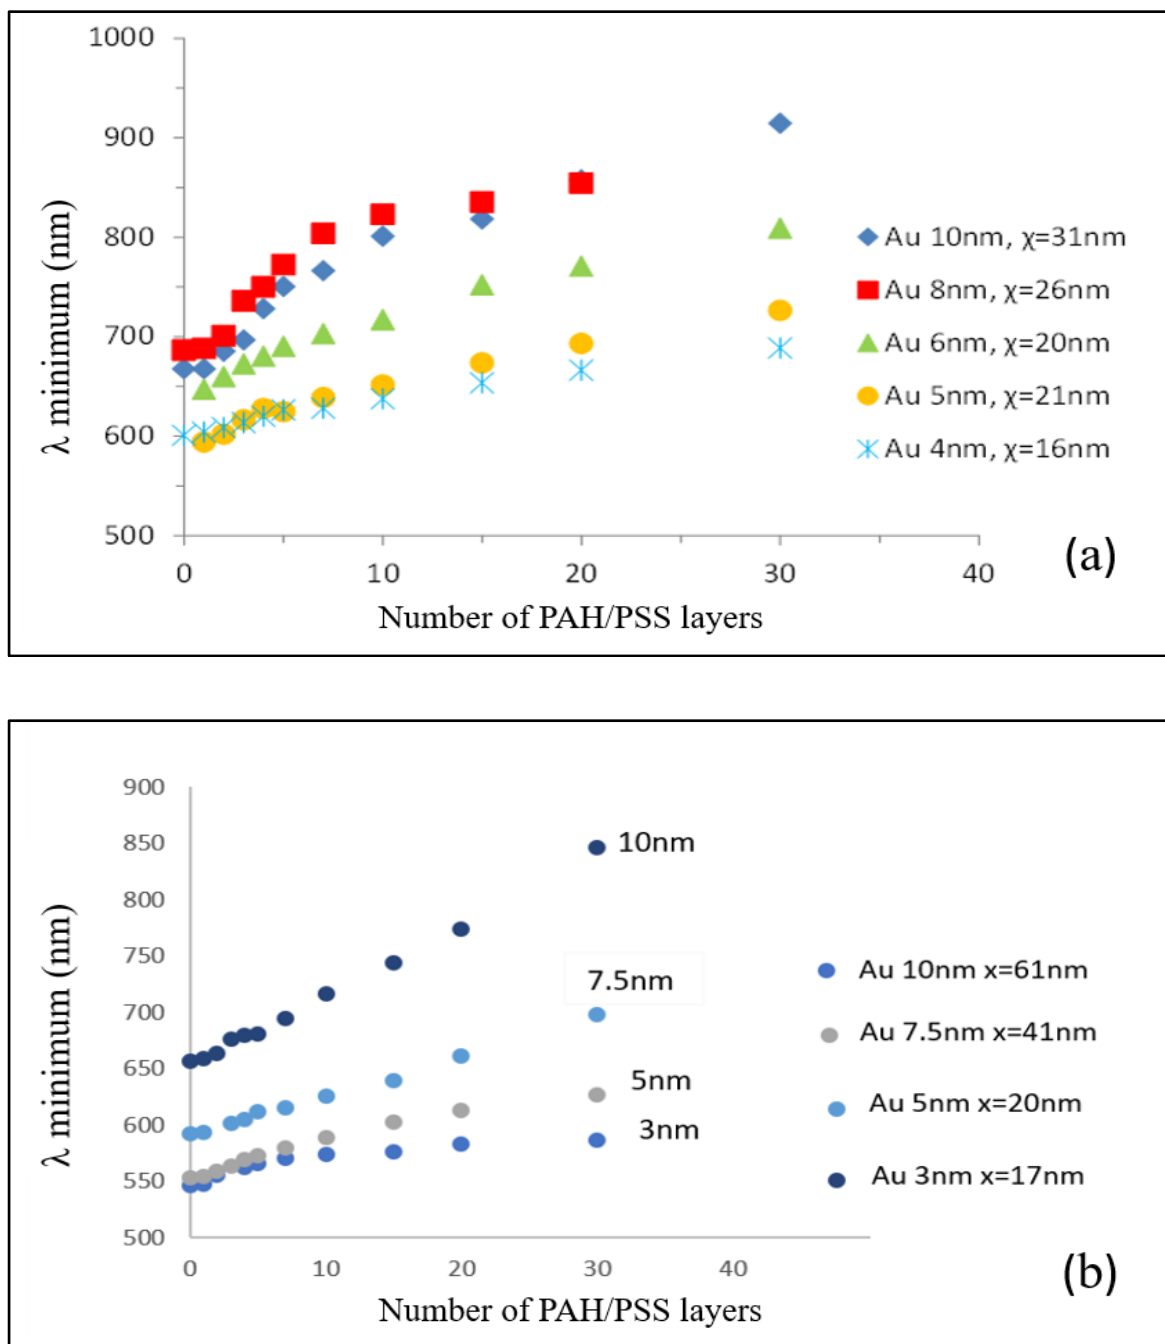 1000
900
800
700
600
500
λ minimum (nm)
0 10 20 30 40
Number of PAH/PSS layers
Au 10nm, χ=31nm
Au 8nm, χ=26nm
Au 6nm, χ=20nm
Au 5nm, χ=21nm
Au 4nm, χ=16nm
(a)
900
850
800
750
700
650
600
550
500
λ minimum (nm)
0 10 20 30 40
Number of PAH/PSS layers
10nm
7.5nm
5nm
3nm
Au 10nm x=61nm
Au 7.5nm x=41nm
Au 5nm x=20nm
Au 3nm x=17nm
(b)